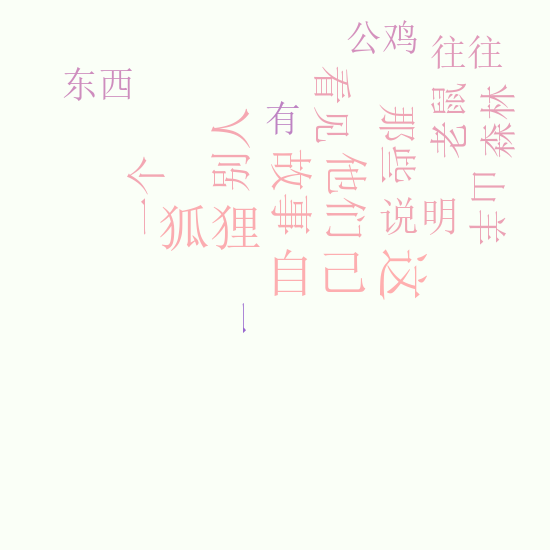 公鸡
往往
东西
看见
老鼠
森林
有
那些
别人
故事
他们
一个
山羊
狐狸
说明
自己
这
一